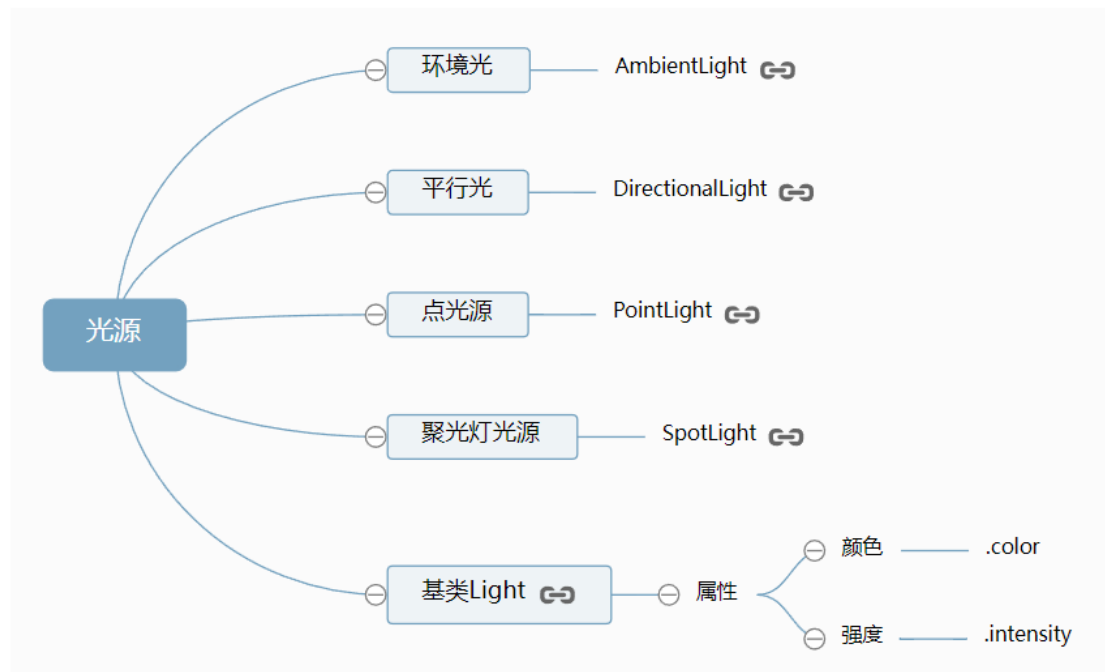 环境光 AmbientLight
平行光 DirectionalLight
光源
点光源 PointLight
聚光灯光源 SpotLight
基类Light 属性
颜色 .color
强度 .intensity